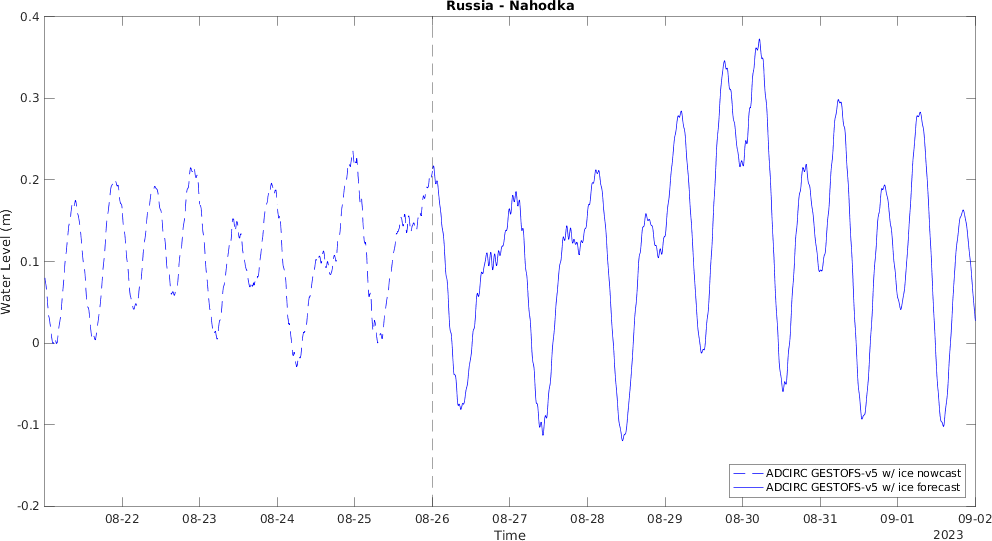 Russia - Nahodka
0.4
0.3
0.2
0.1
0
-0.1
-0.2
Water Level (m)
ADCIRC GESTOFS-v5 w/ ice nowcast
ADCIRC GESTOFS-v5 w/ ice forecast
08-22 08-23 08-24 08-25 08-26 08-27 08-28 08-29 08-30 08-31 09-01 09-02
Time
2023